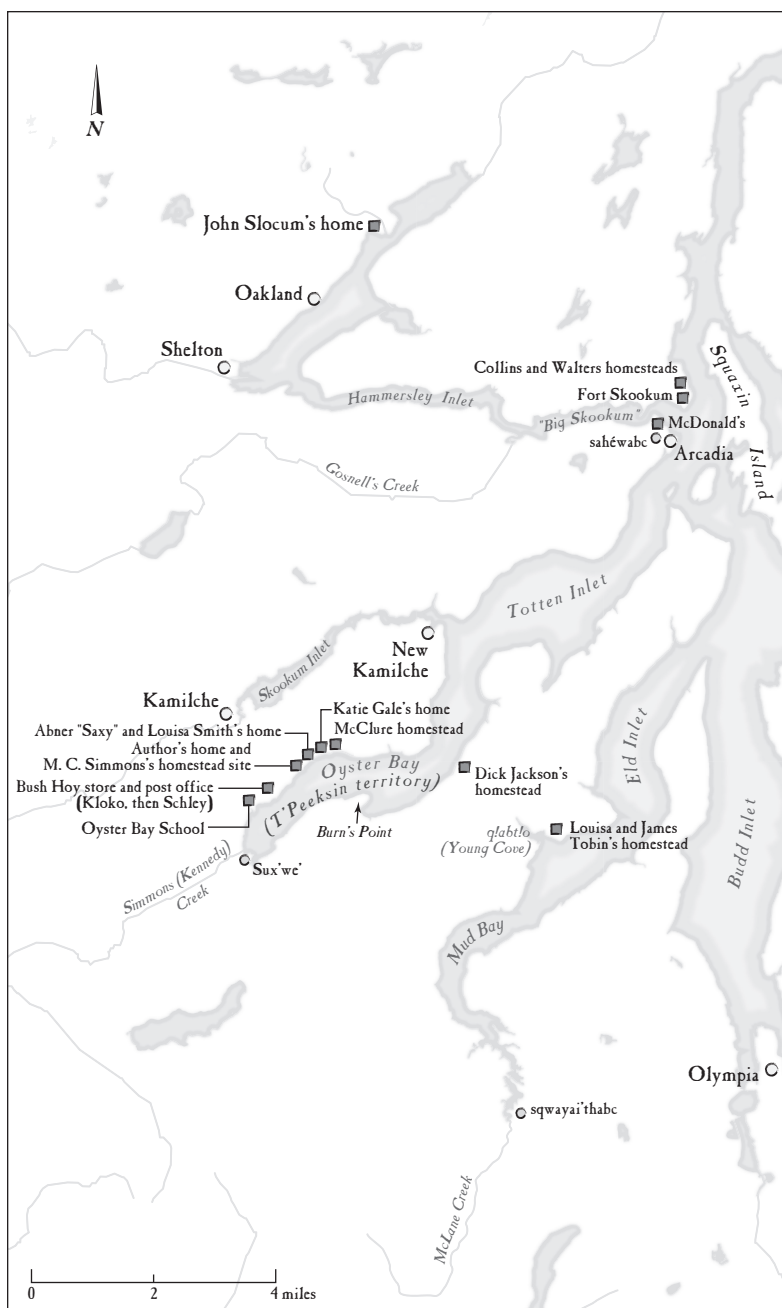 N
John Slocum's home
Oakland
Shelton
Collins and Walters homesteads
Squaxin
Island
Hammersley Inlet
Fort Skookum
"Big Skookum"
McDonald's
sahéwabc
Arcadia
Gosnell's Creek
Totten Inlet
New
Kamilche
Skookum Inlet
Kamilche
Katie Gale's home
Abner "Saxy" and Louisa Smith's home
McClure homestead
Author's home and
M. C. Simmons's homestead site
Eld Inlet
Oyster Bay
(T'Peeksin territory)
Dick Jackson's
homestead
Bush Hoy store and post office
(Kloko, then Schley)
Oyster Bay School
Burn's Point
q!abt!o
(Young Cove)
Louisa and James
Tobin's homestead
Budd Inlet
Simmons (Kennedy)
Creek
Sux'we'
Mud Bay
Olympia
sqwayai'thabc
McLane Creek
0 2 4 miles